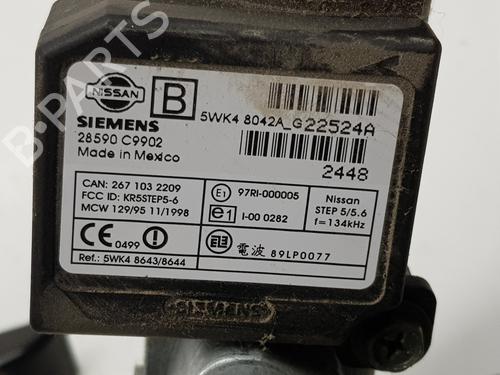 NISSAN
B
5WK4 8042A_G22524A
SIEMENS
28590 C9902
Made in Mexico
2448
CAN: 267 103 2209
FCC ID: KR5STEP5-6
MCW 129/95 11/1998
E1 97RI-000005
e1 I-00 0282
Nissan
STEP 5/5.6
f=134kHz
CE 0499
電波 89LP0077
Ref.: 5WK4 8643/8644
SIEMENS
B-PARTS